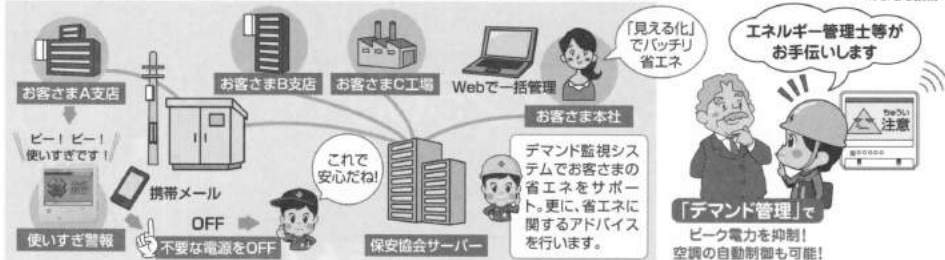 お客さまA支店
お客さまB支店
お客さまC工場
Webで一括管理
「見える化」
でバッチリ
省エネ
お客さま本社
ピー！ ピー！
使いすぎです！
使いすぎ警報
携帯メール
OFF
不要な電源をOFF
これで
安心だね！
保安協会サーバー
デマンド監視シス
テムでお客さまの
省エネをサポー
ト。更に、省エネに
関するアドバイス
を行います。
エネルギー管理士等が
お手伝いします
ちゅうい
注意
「デマンド管理」で
ピーク電力を抑制！
空調の自動制御も可能！